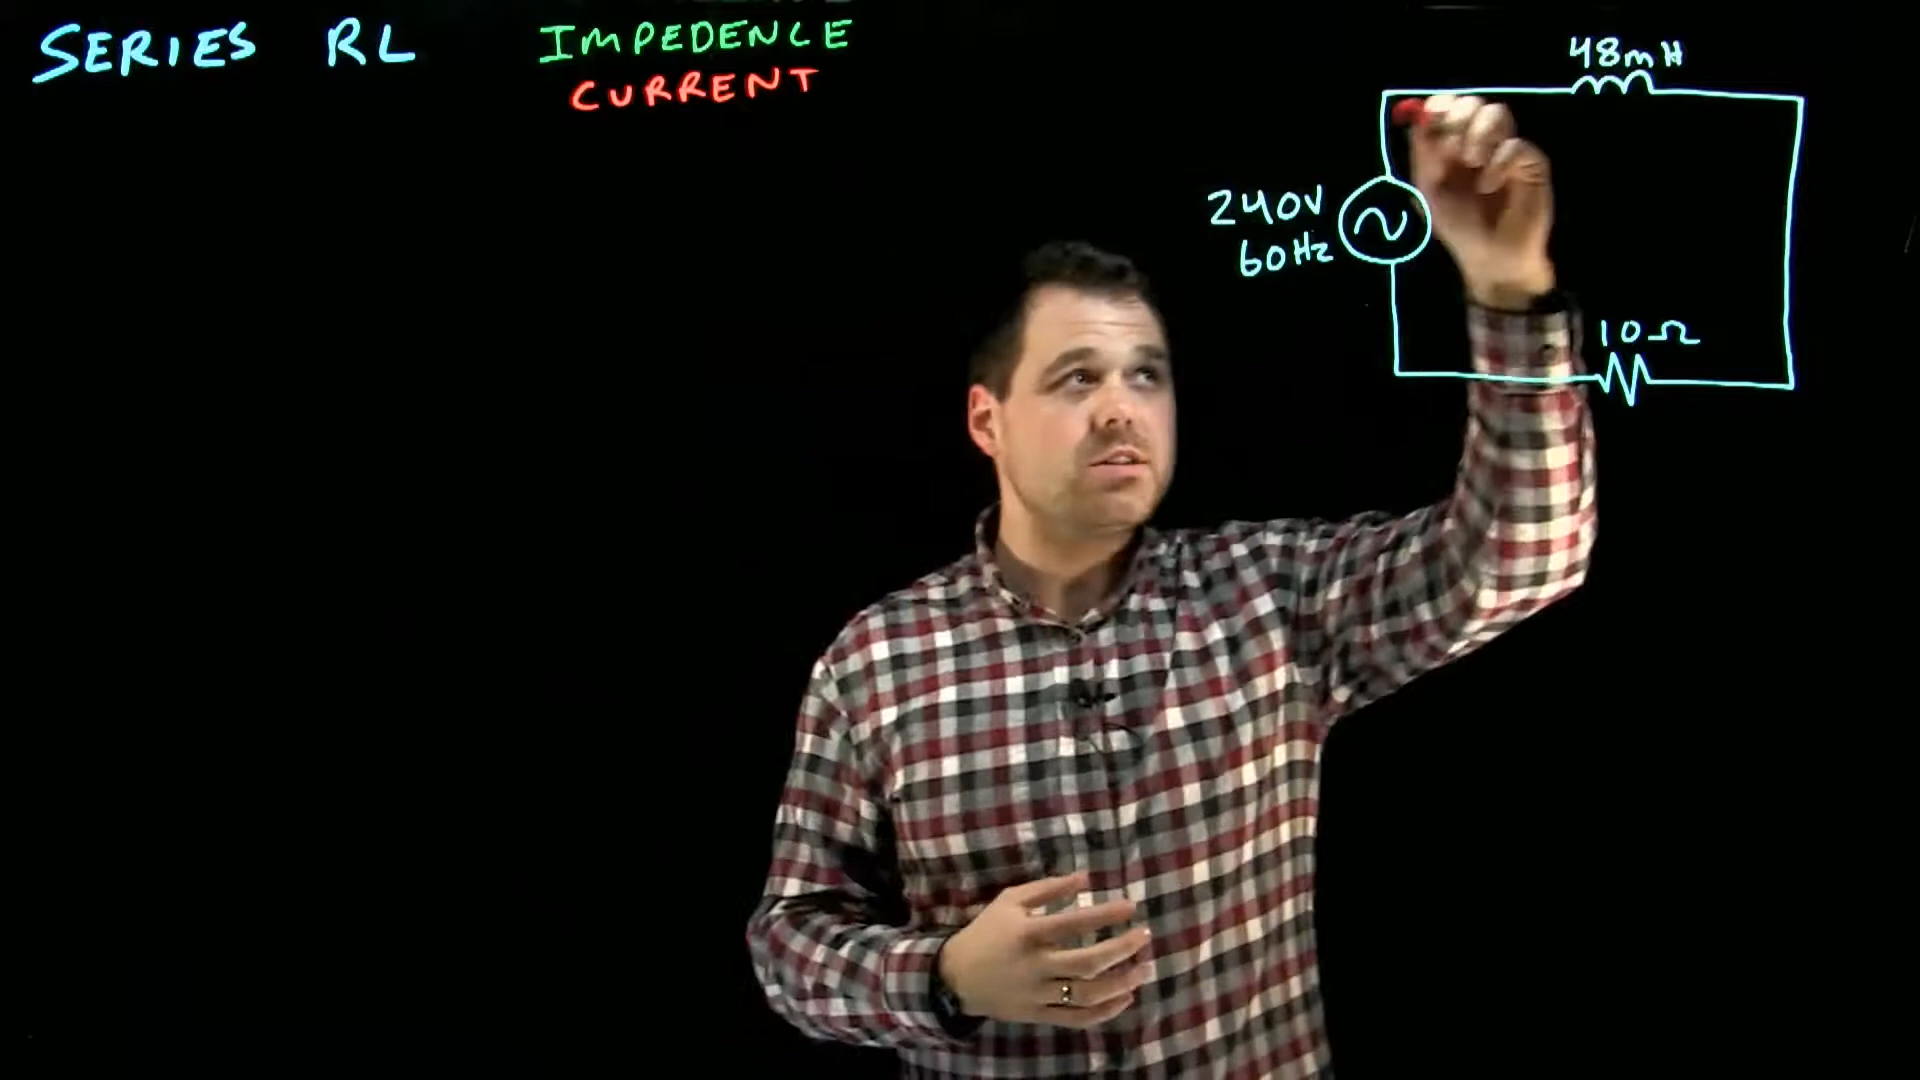 SERIES RL
IMPEDENCE
CURRENT
48mH
240V
60Hz
10Ω